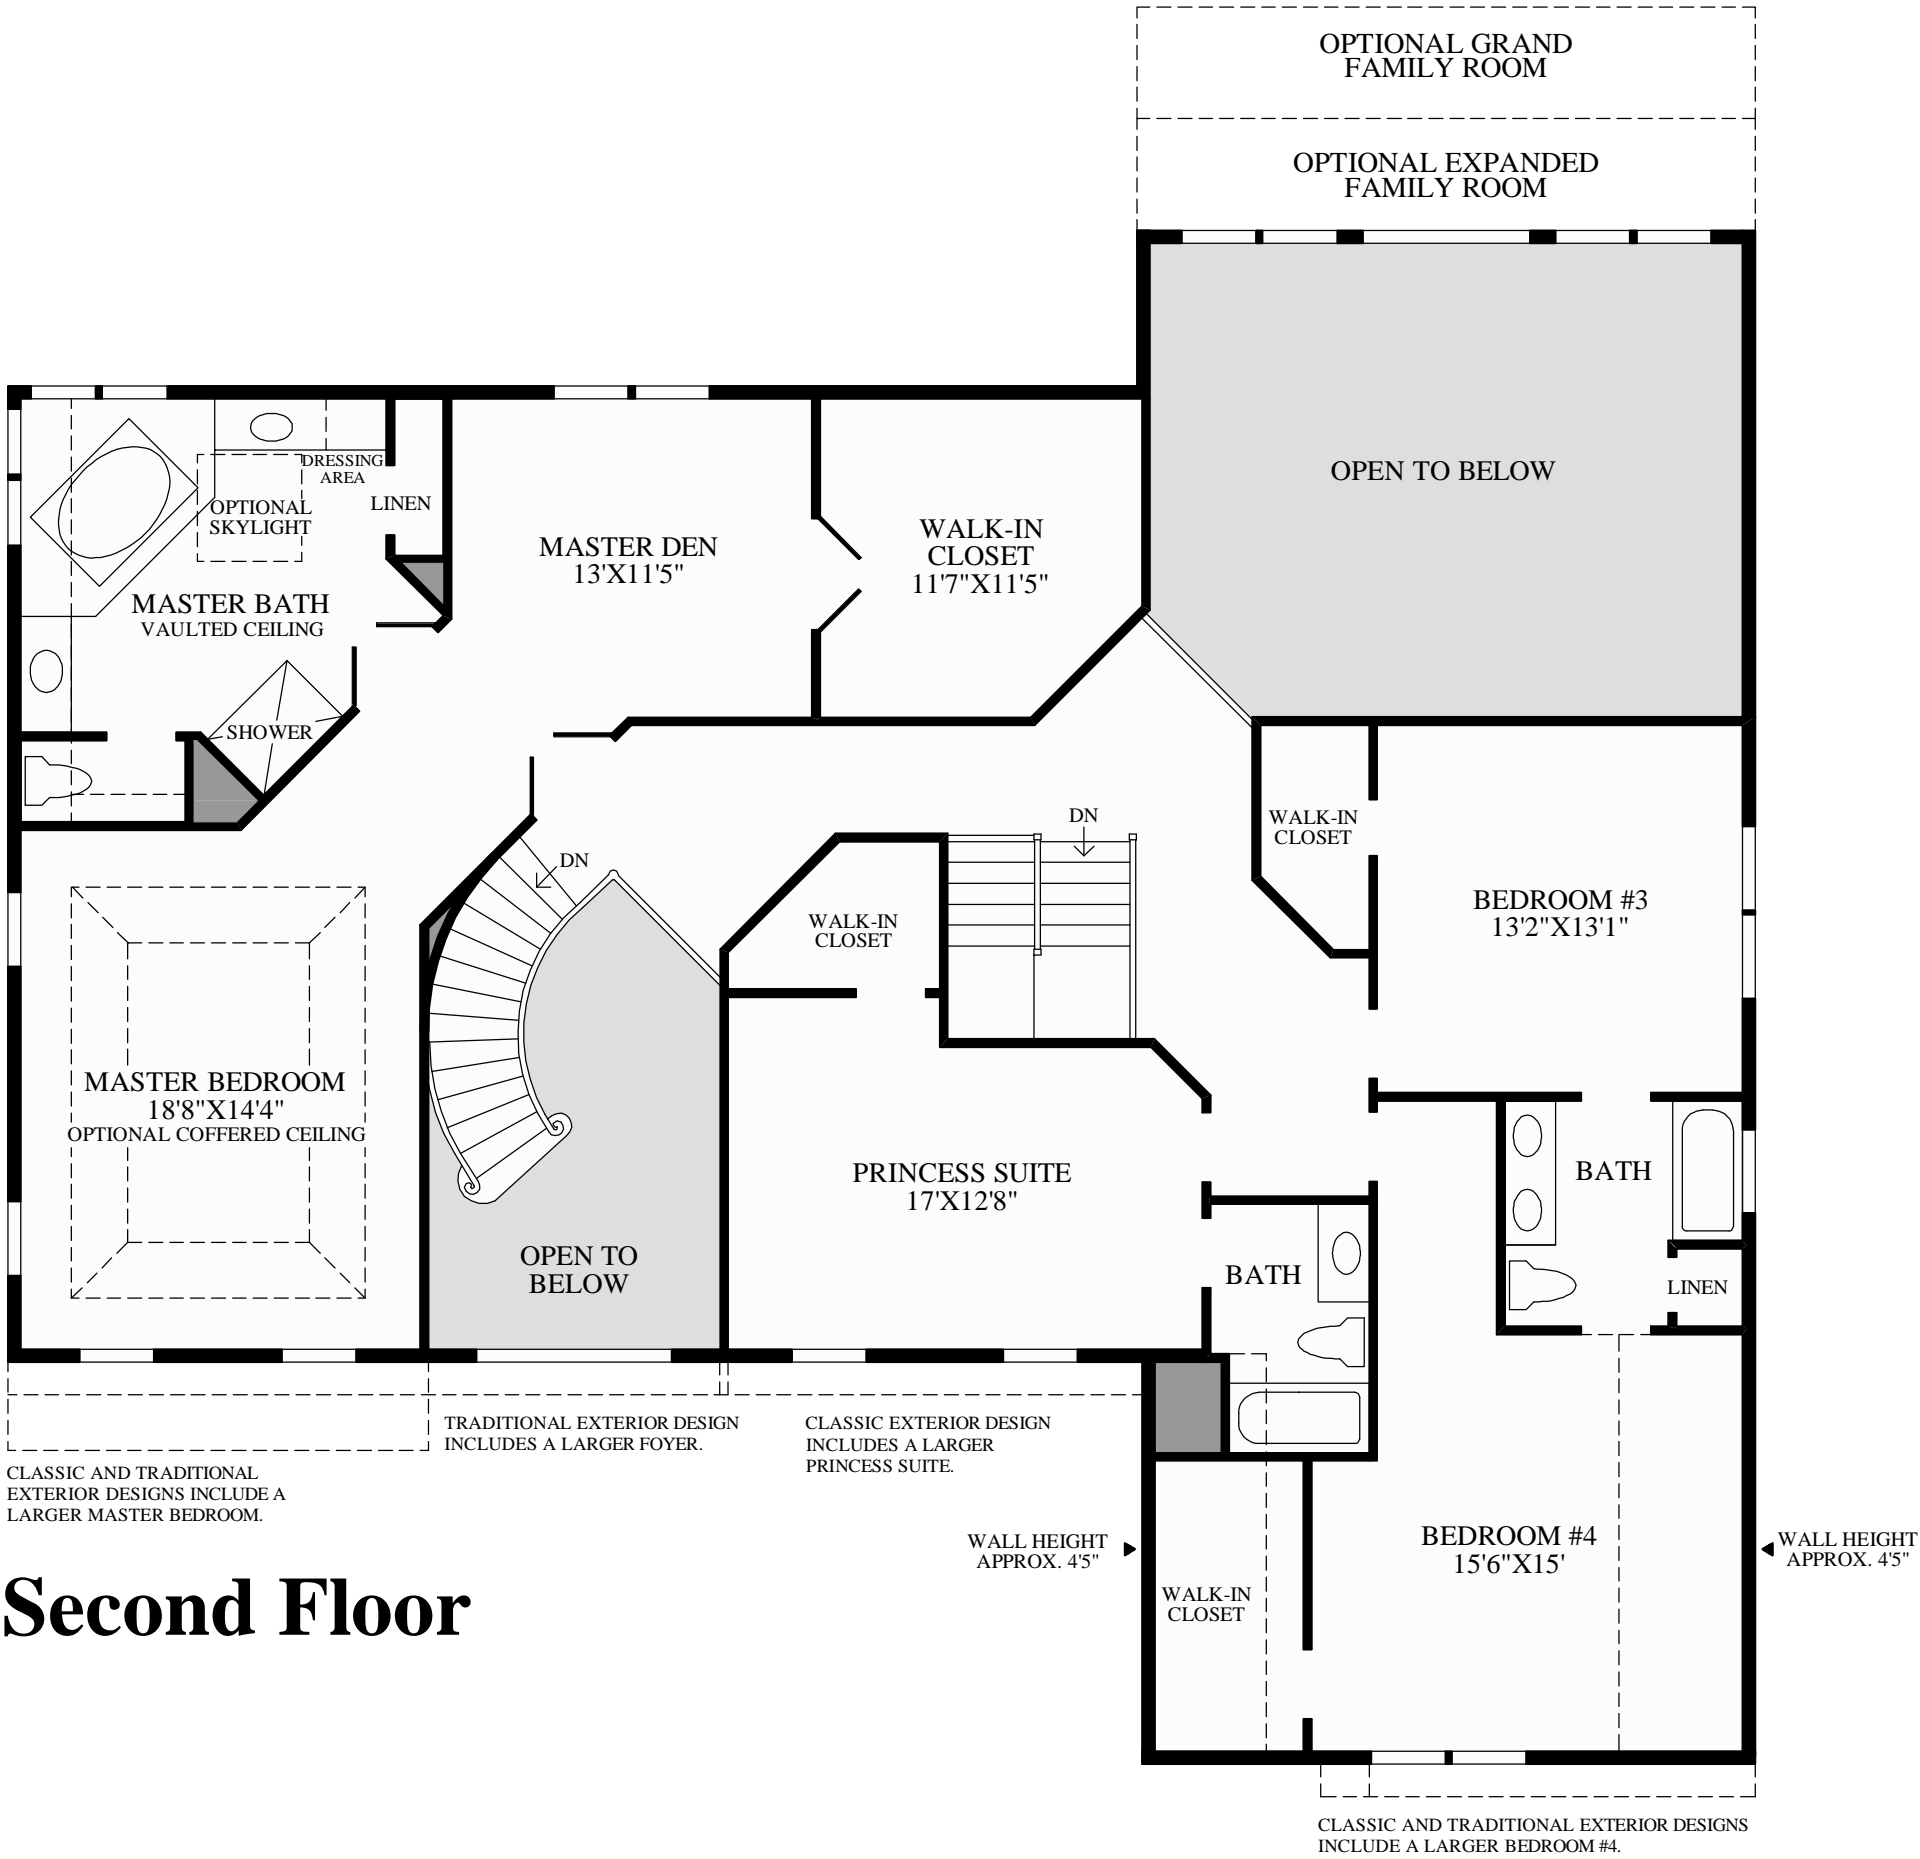 OPTIONAL GRAND
FAMILY ROOM
OPTIONAL EXPANDED
FAMILY ROOM
OPEN TO BELOW
DRESSING
AREA
LINEN
OPTIONAL
SKYLIGHT
MASTER BATH
VAULTED CEILING
SHOWER
MASTER DEN
13'X11'5"
WALK-IN
CLOSET
11'7"X11'5"
DN
DN
WALK-IN
CLOSET
WALK-IN
CLOSET
BEDROOM #3
13'2"X13'1"
MASTER BEDROOM
18'8"X14'4"
OPTIONAL COFFERED CEILING
OPEN TO
BELOW
PRINCESS SUITE
17'X12'8"
BATH
BATH
LINEN
TRADITIONAL EXTERIOR DESIGN
INCLUDES A LARGER FOYER.
CLASSIC EXTERIOR DESIGN
INCLUDES A LARGER
PRINCESS SUITE.
CLASSIC AND TRADITIONAL
EXTERIOR DESIGNS INCLUDE A
LARGER MASTER BEDROOM.
WALL HEIGHT
APPROX. 4'5"
WALK-IN
CLOSET
BEDROOM #4
15'6"X15'
WALL HEIGHT
APPROX. 4'5"
Second Floor
CLASSIC AND TRADITIONAL EXTERIOR DESIGNS
INCLUDE A LARGER BEDROOM #4.